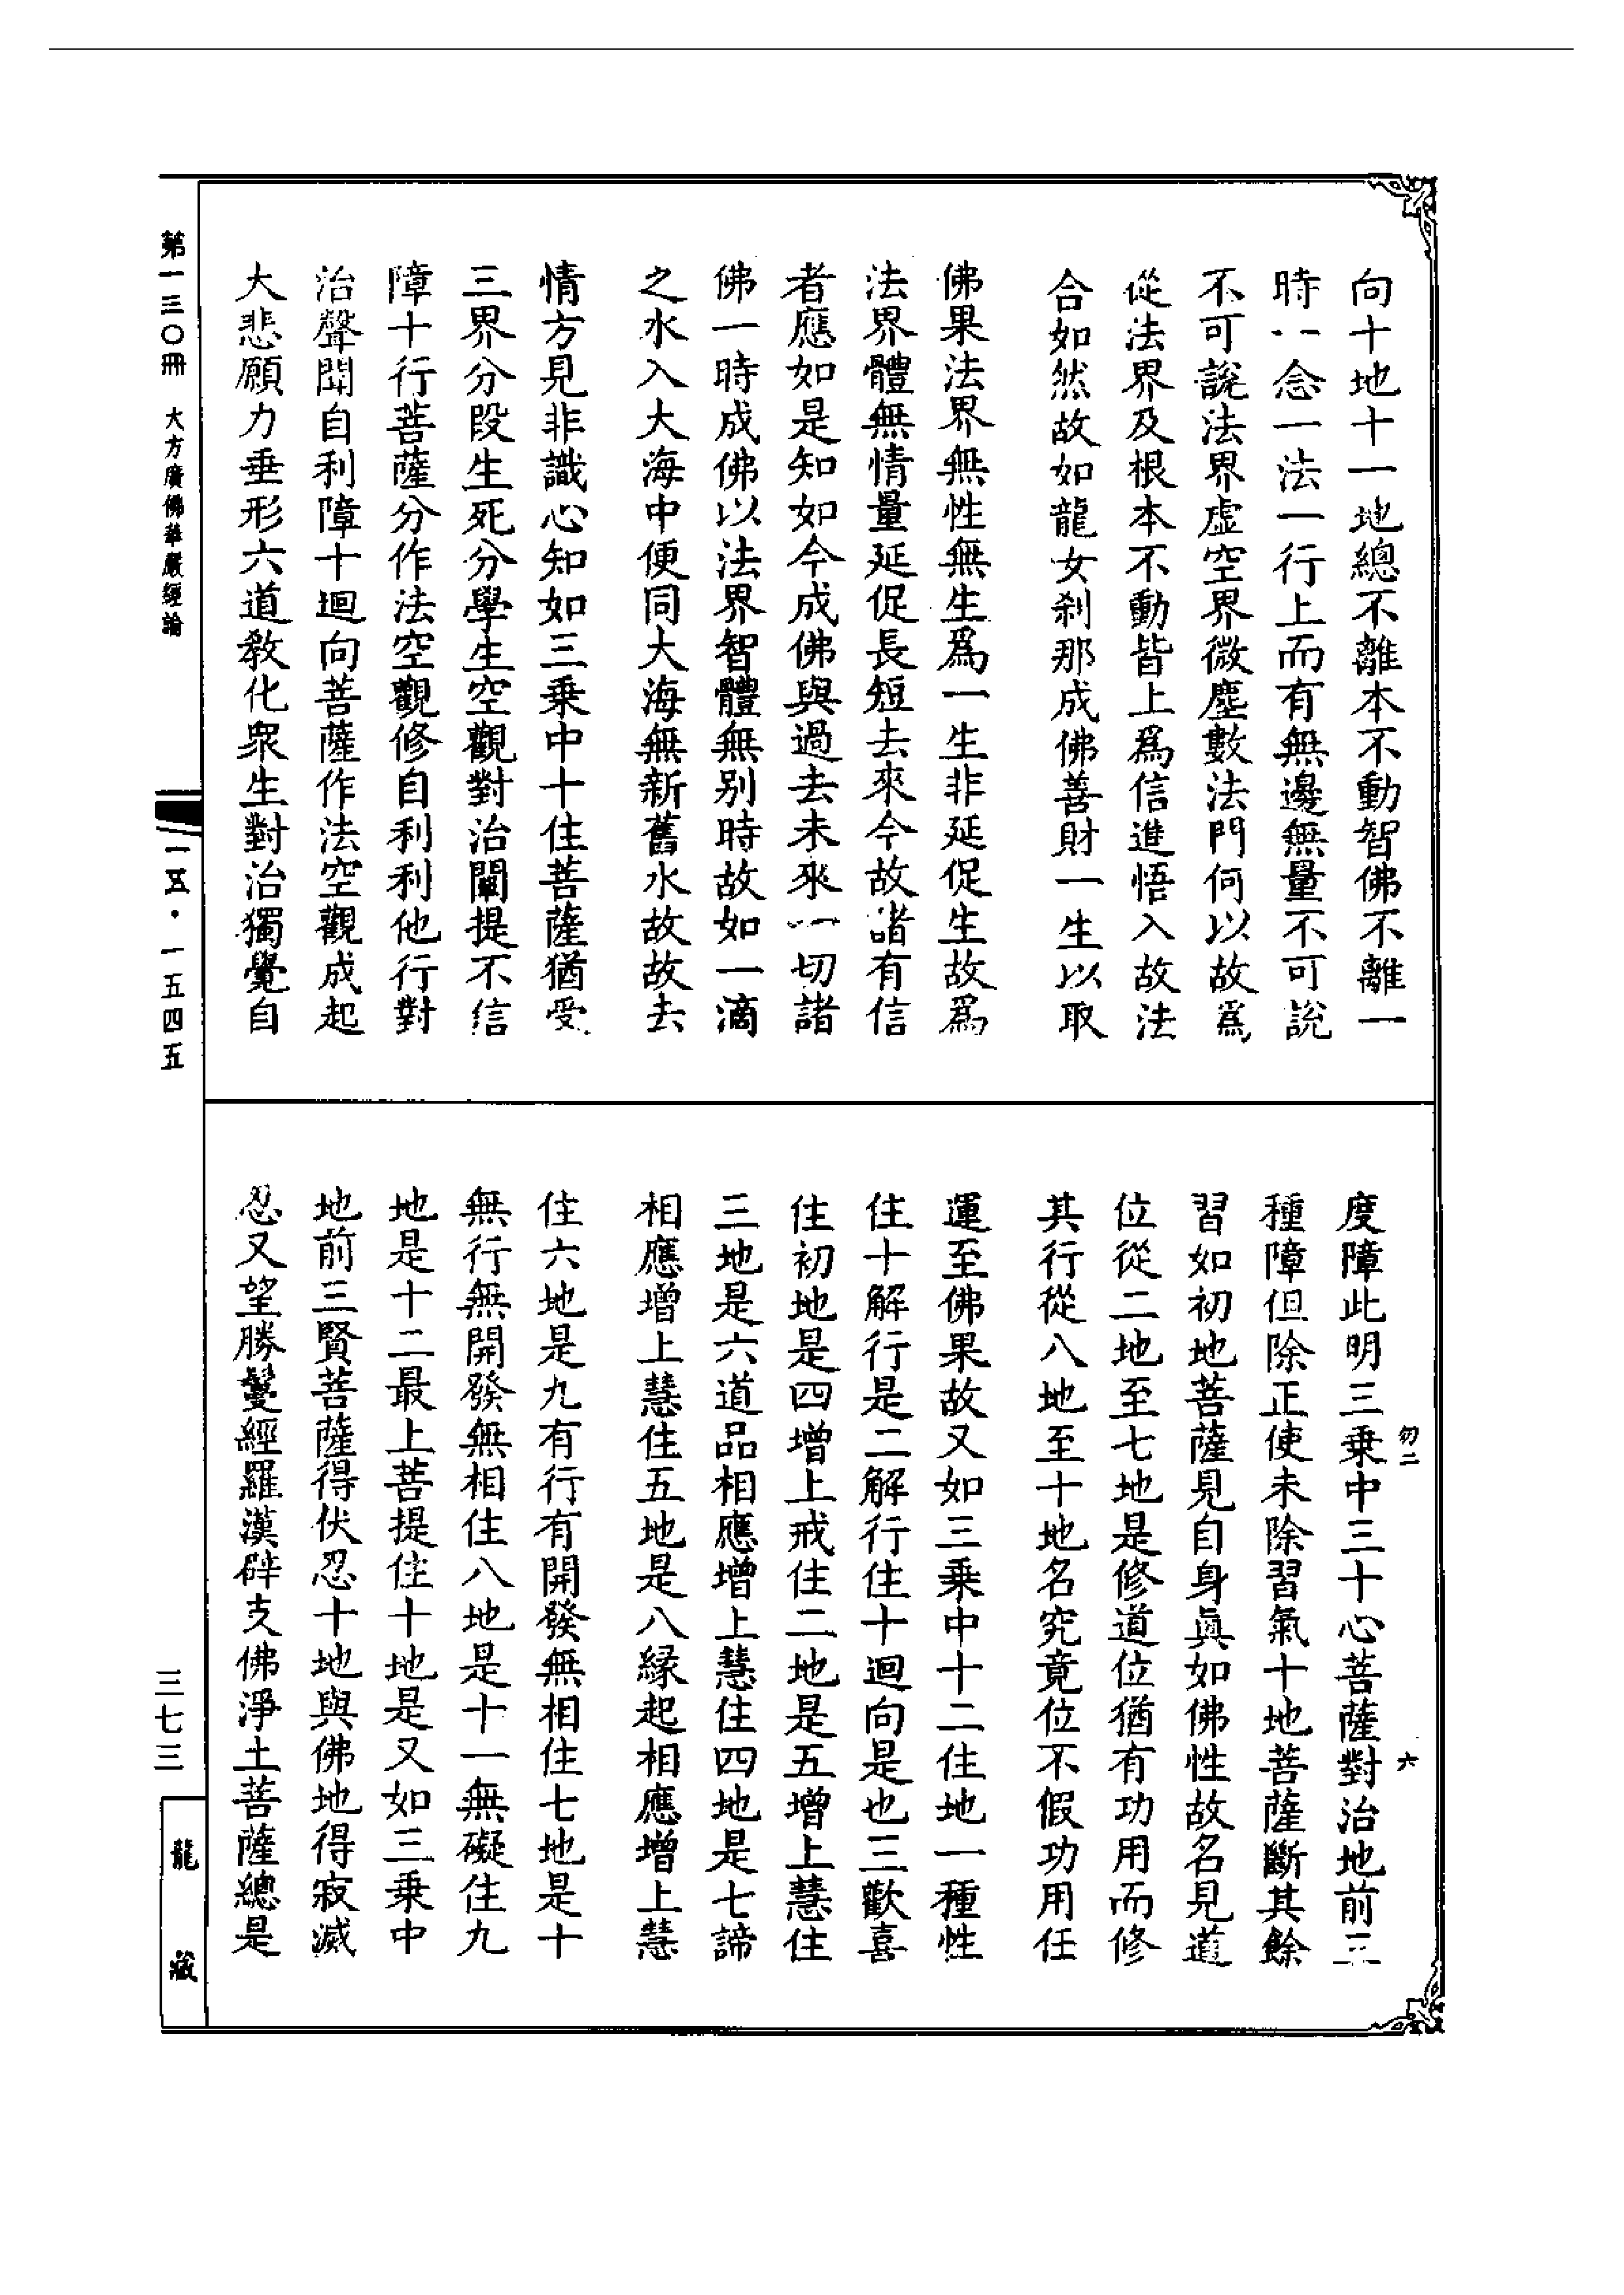 向十地十一地總不離本不動智佛不離一
時一念一法一行上而有無邊無量不可說
不可說法界虛空界微塵數法門何以故爲
從法界及根本不動皆上爲信進悟入故法
合如然故如龍女刹那成佛善財一生以取
佛果法界無性無生爲一生非延促生故爲
法界體無情量延促長短去來今故諸有信
者應如是知如今成佛與過去未來一切諸
佛一時成佛以法界智體無別時故如一滴
之水入大海中便同大海無新舊水故故去
情方見非識心知如三乘中十住菩薩猶受
三界分段生死分學生空觀對治闡提不信
障十行菩薩分作法空觀修自利利他行對
治聲聞自利障十迴向菩薩作法空觀成起
大悲願力垂形六道教化衆生對治獨覺自
勿二
六
度障此明三乘中三十心菩薩對治地前三
種障但除正使未除習氣十地菩薩斷其餘
習如初地菩薩見自身眞如佛性故名見道
位從二地至七地是修道位猶有功用而修
其行從八地至十地名究竟位不假功用任
運至佛果故又如三乘中十二住地一種性
住十解行是二解行住十迴向是也三歡喜
住初地是四增上戒住二地是五增上慧住
三地是六道品相應增上慧住四地是七諦
相應增上慧住五地是八緣起相應增上慧
住六地是九有行有開發無相住七地是十
無行無開發無相住八地是十一無礙住九
地是十二最上菩提住十地是又如三乘中
地前三賢菩薩得伏忍十地與佛地得寂滅
忍又望勝鬘經羅漢辟支佛淨土菩薩總是
第一三〇冊　大方廣佛華嚴經論
一五·一五四五
三七三
龍藏